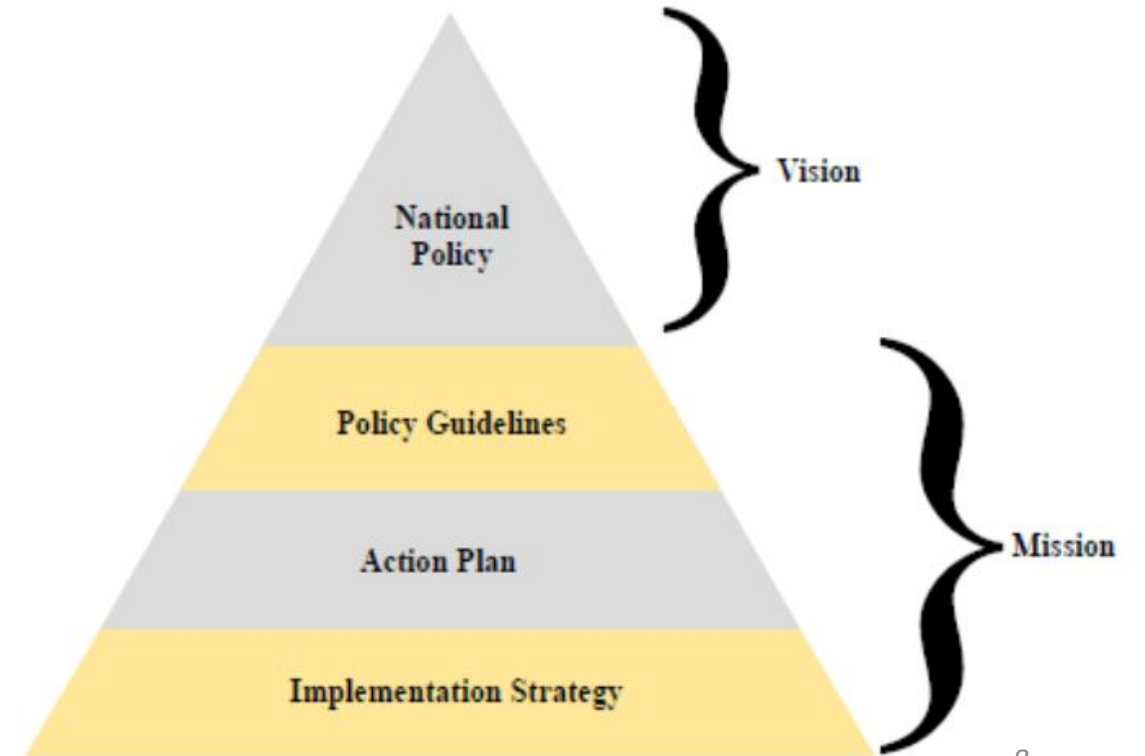 Vision
National
Policy
Policy Guidelines
Mission
Action Plan
Implementation Strategy